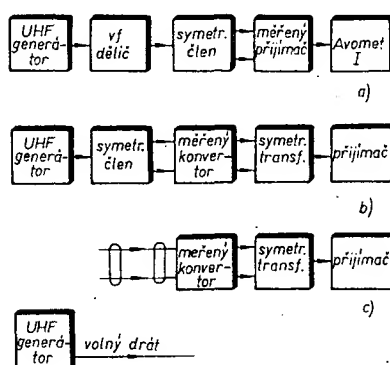 UHF
generá-
tor
vf
dělič
symetr.
člen
měřený
přijímač
Avomet
I
a)
UHF
generá-
tor
symetr.
člen
měřený
konver-
tor
symetr.
transf.
přijímač
b)
měřený
konver-
tor
symetr.
transf.
přijímač
c)
UHF
generá-
tor
volný drát